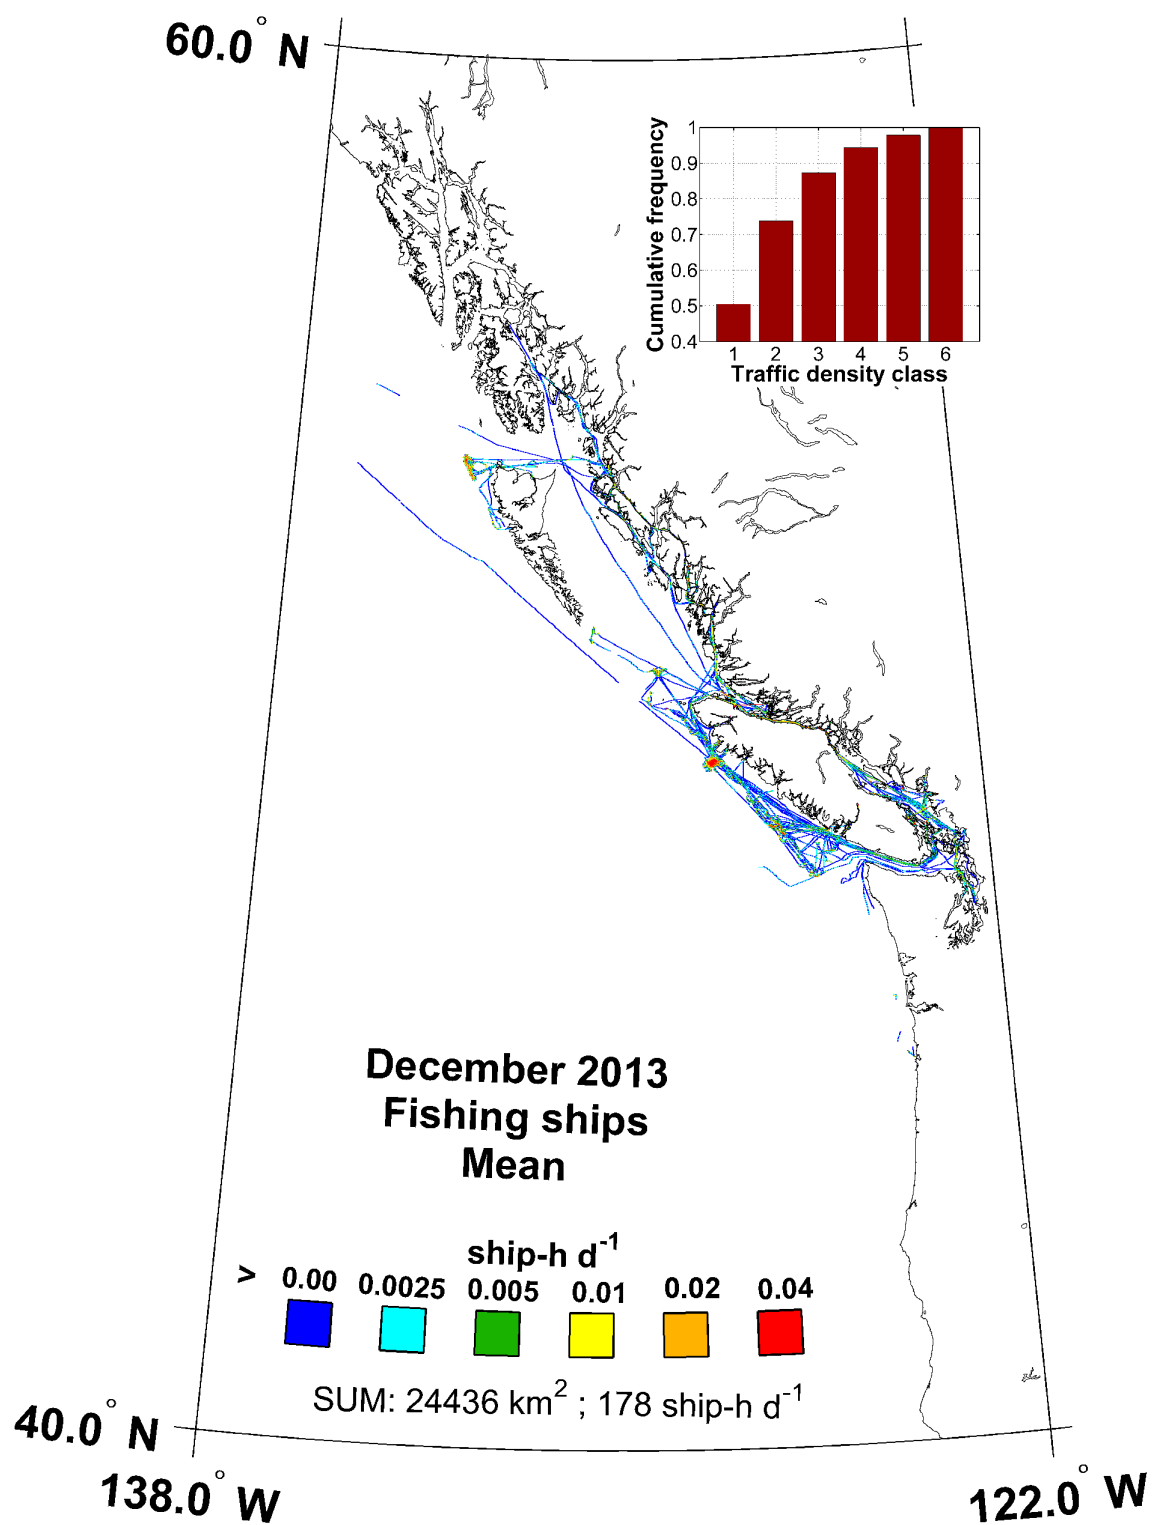 60.0° N
Cumulative frequency
1
0.9
0.8
0.7
0.6
0.5
0.4
1 2 3 4 5 6
Traffic density class
December 2013
Fishing ships
Mean
ship-h d⁻¹
> 0.00 0.0025 0.005 0.01 0.02 0.04
SUM: 24436 km² ; 178 ship-h d⁻¹
40.0° N
138.0° W
122.0° W